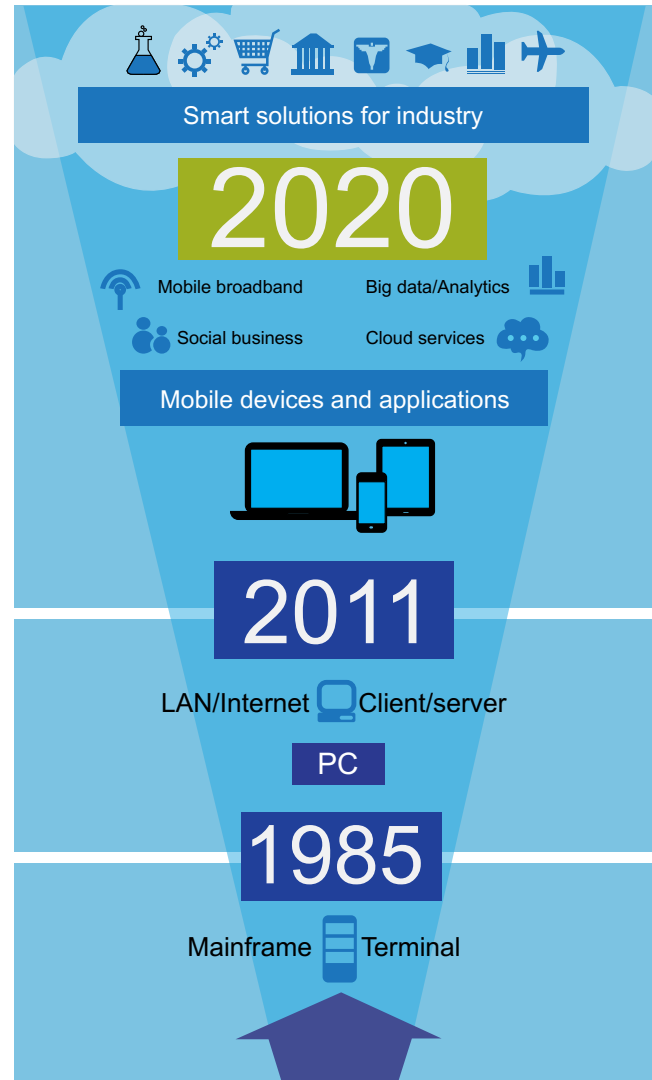 Smart solutions for industry
2020
Mobile broadband
Big data/Analytics
Social business
Cloud services
Mobile devices and applications
2011
LAN/Internet
Client/server
PC
1985
Mainframe
Terminal